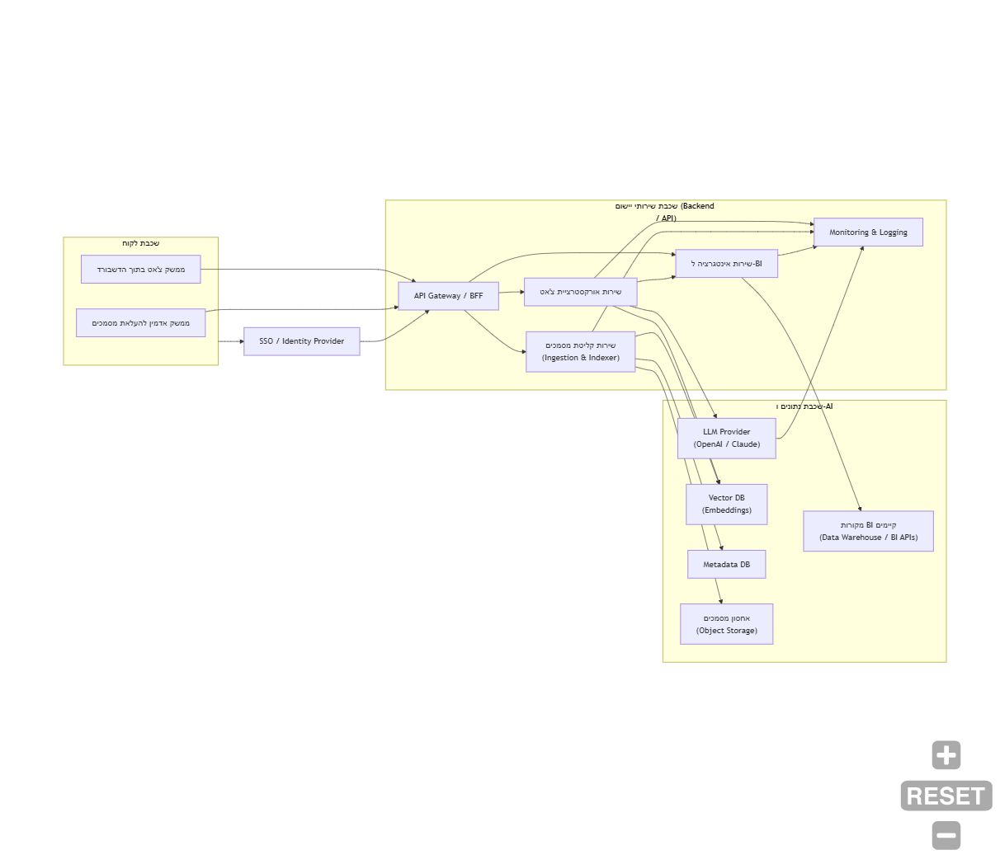 שכבת לקוח
ממשק צ'אט בתוך הדשבורד
ממשק אדמין להעלאת מסמכים
SSO / Identity Provider
שכבת שירותי יישום (Backend
/ API)
API Gateway / BFF
שירות אורקסטרציית צ'אט
שירות קליטת מסמכים
(Ingestion & Indexer)
שירות אינטגרציה ל-BI
Monitoring & Logging
שכבת נתונים ו-AI
LLM Provider
(OpenAI / Claude)
Vector DB
(Embeddings)
Metadata DB
אחסון מסמכים
(Object Storage)
מקורות BI קיימים
(Data Warehouse / BI APIs)
RESET